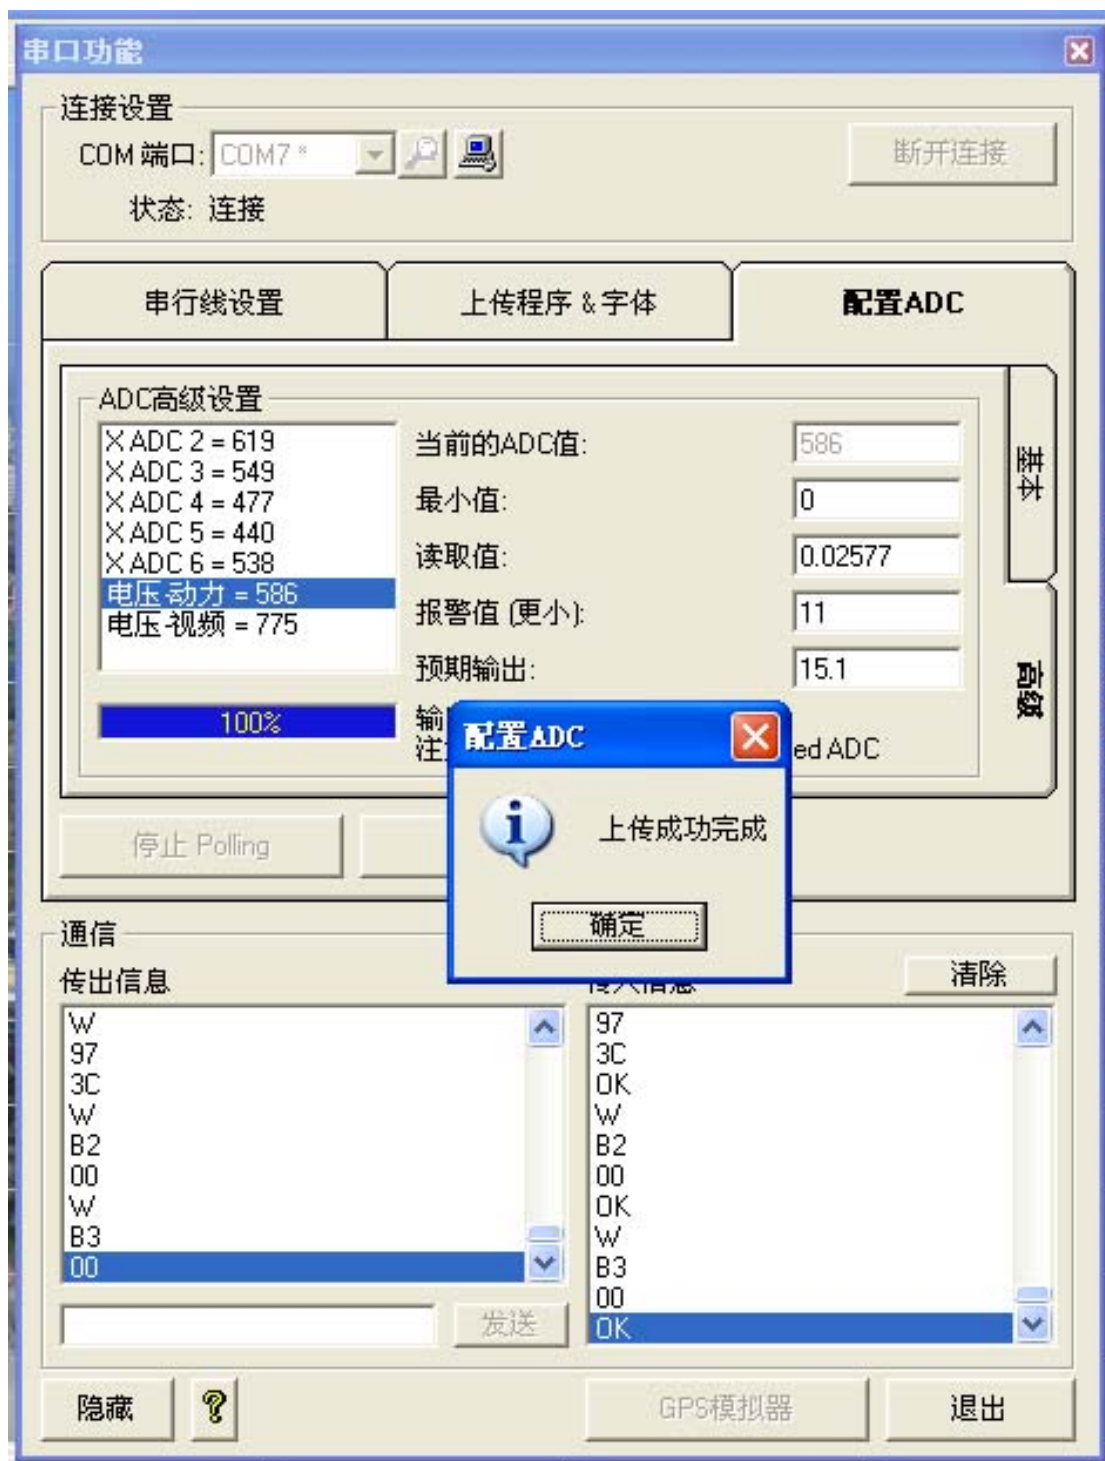 串口功能
连接设置
COM 端口: COM7 *
断开连接
状态: 连接
串行线设置
上传程序 & 字体
配置ADC
ADC高级设置
X ADC 2 = 619
X ADC 3 = 549
X ADC 4 = 477
X ADC 5 = 440
X ADC 6 = 538
电压-动力 = 586
电压-视频 = 775
100%
当前的ADC值: 586
最小值: 0
读取值: 0.02577
报警值 (更小): 11
预期输出: 15.1
输
ed ADC
基本
高级
配置ADC
上传成功完成
确定
停止 Polling
通信
传出信息
W
97
3C
W
B2
00
W
B3
00
发送
清除
97
3C
OK
W
B2
00
OK
W
B3
00
OK
隐藏
?
GPS模拟器
退出